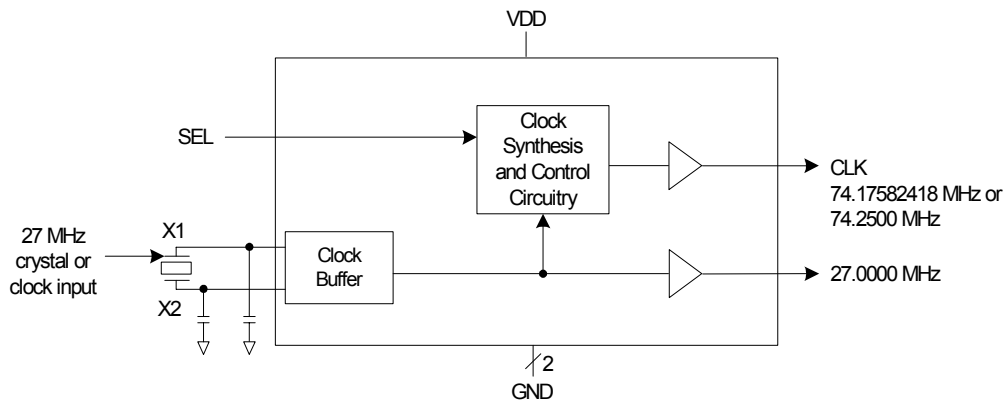 VDD
SEL
Clock
Synthesis
and Control
Circuitry
CLK
74.17582418 MHz or
74.2500 MHz
27 MHz
crystal or
clock input
X1
X2
Clock
Buffer
27.0000 MHz
2
GND